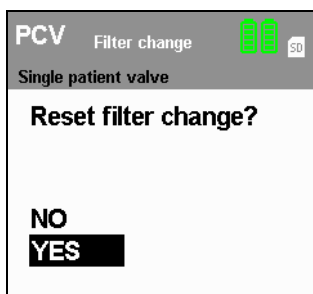 PCV Filter change SD
Single patient valve
Reset filter change?
NO
YES